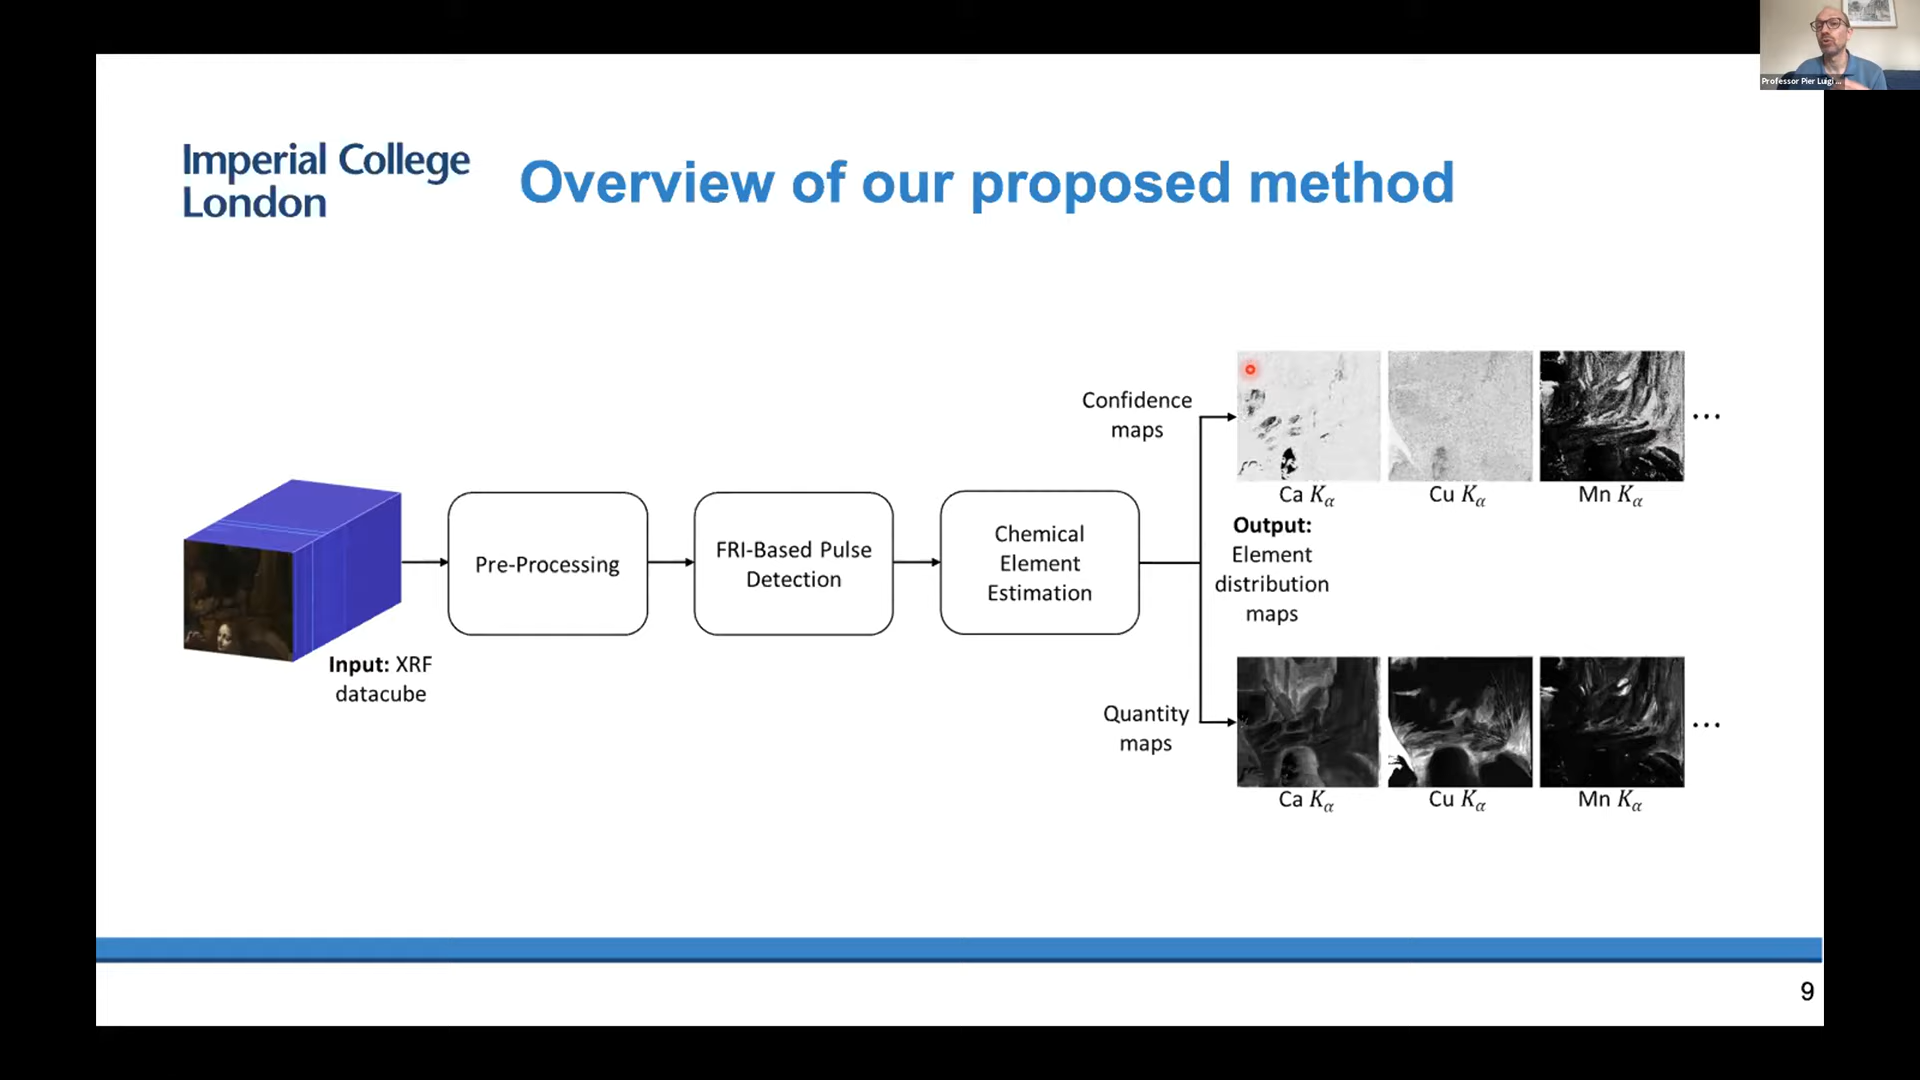 Professor Pier Luigi ...
Imperial College
London
Overview of our proposed method
Input: XRF
datacube
Pre-Processing
FRI-Based Pulse
Detection
Chemical
Element
Estimation
Confidence
maps
Ca Kα
Cu Kα
Mn Kα
...
Output:
Element
distribution
maps
Quantity
maps
Ca Kα
Cu Kα
Mn Kα
...
9